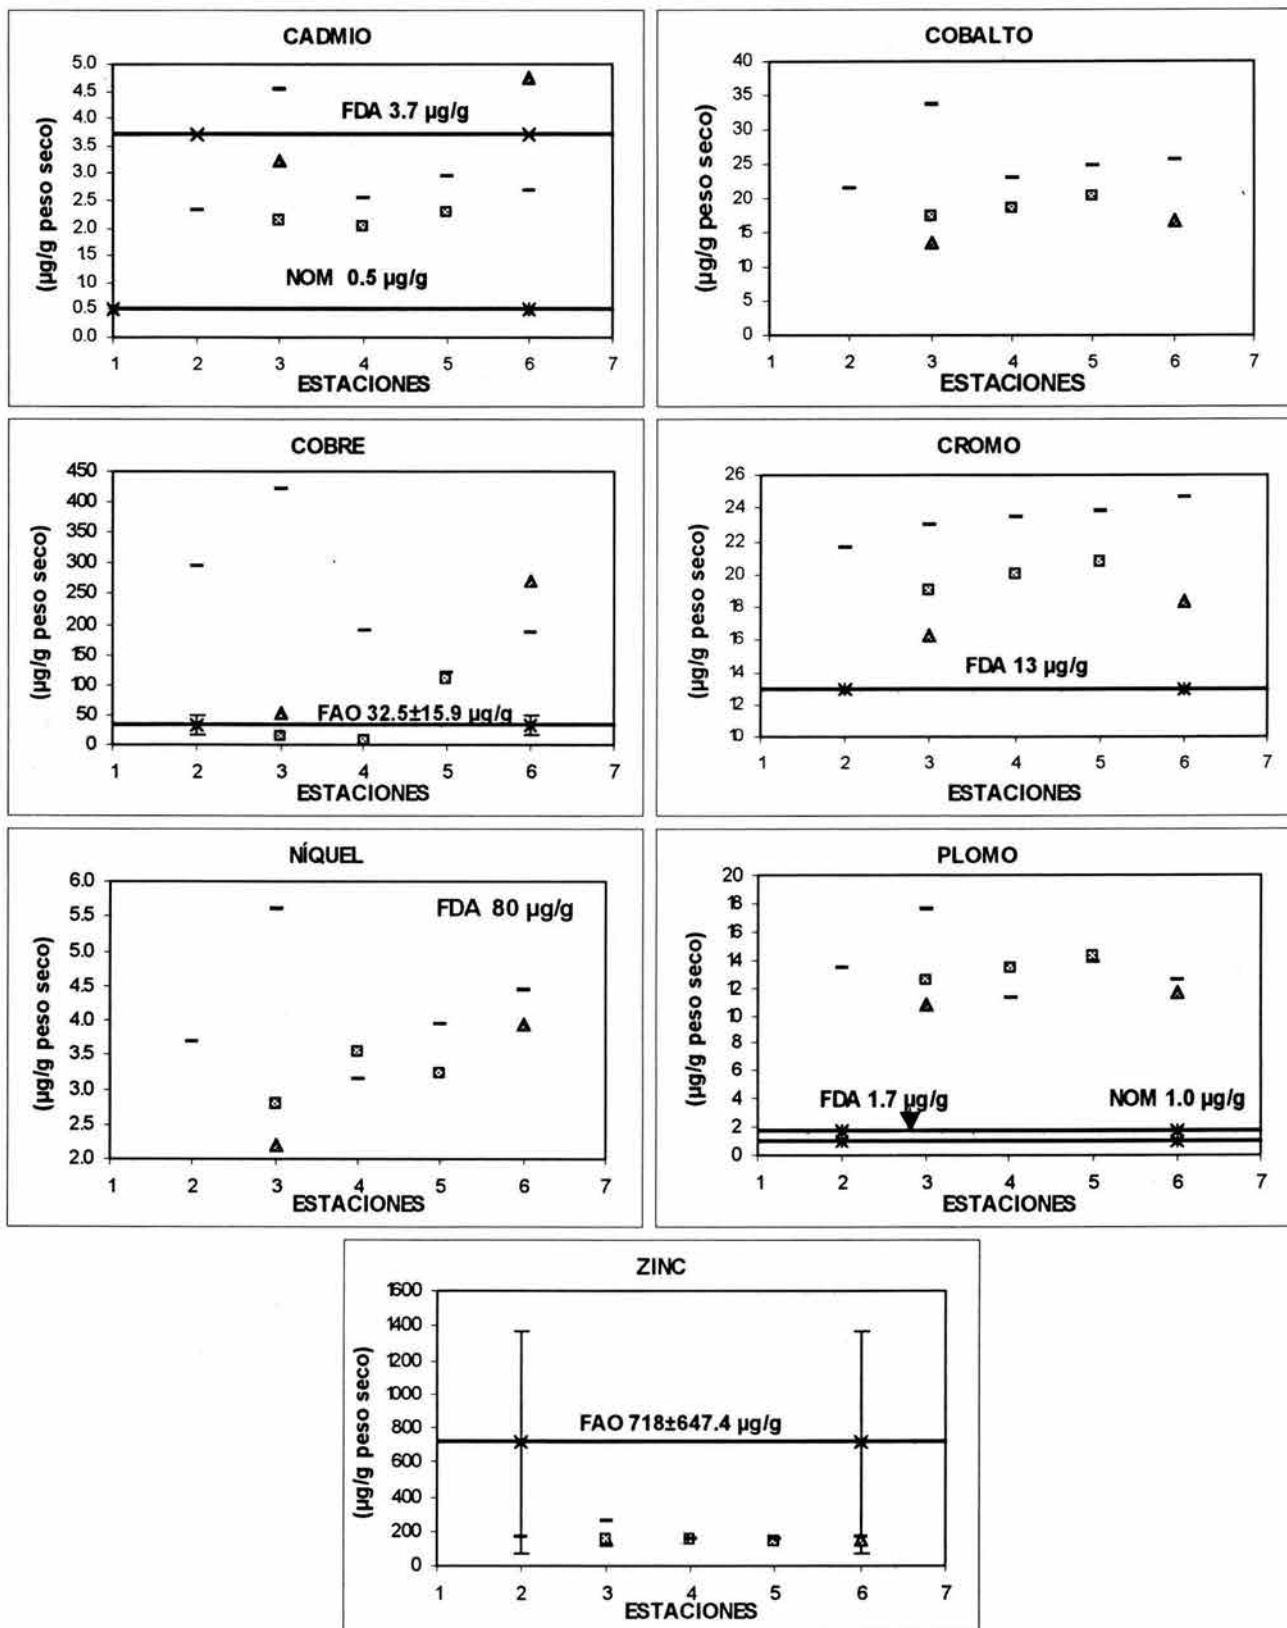 CADMIO
(µg/g peso seco)
5.0
4.5
4.0
3.5
3.0
2.5
2.0
1.5
1.0
0.5
0.0
FDA 3.7 µg/g
NOM 0.5 µg/g
1 2 3 4 5 6 7
ESTACIONES
COBALTO
(µg/g peso seco)
40
35
30
25
20
15
10
5
0
1 2 3 4 5 6 7
ESTACIONES
COBRE
(µg/g peso seco)
450
400
350
300
250
200
150
100
50
0
FAO 32.5±15.9 µg/g
1 2 3 4 5 6 7
ESTACIONES
CROMO
(µg/g peso seco)
26
24
22
20
18
16
14
12
10
FDA 13 µg/g
1 2 3 4 5 6 7
ESTACIONES
NÍQUEL
(µg/g peso seco)
6.0
5.5
5.0
4.5
4.0
3.5
3.0
2.5
2.0
FDA 80 µg/g
1 2 3 4 5 6 7
ESTACIONES
PLOMO
(µg/g peso seco)
20
18
16
14
12
10
8
6
4
2
0
FDA 1.7 µg/g NOM 1.0 µg/g
1 2 3 4 5 6 7
ESTACIONES
ZINC
(µg/g peso seco)
1600
1400
1200
1000
800
600
400
200
0
FAO 718±647.4 µg/g
1 2 3 4 5 6 7
ESTACIONES